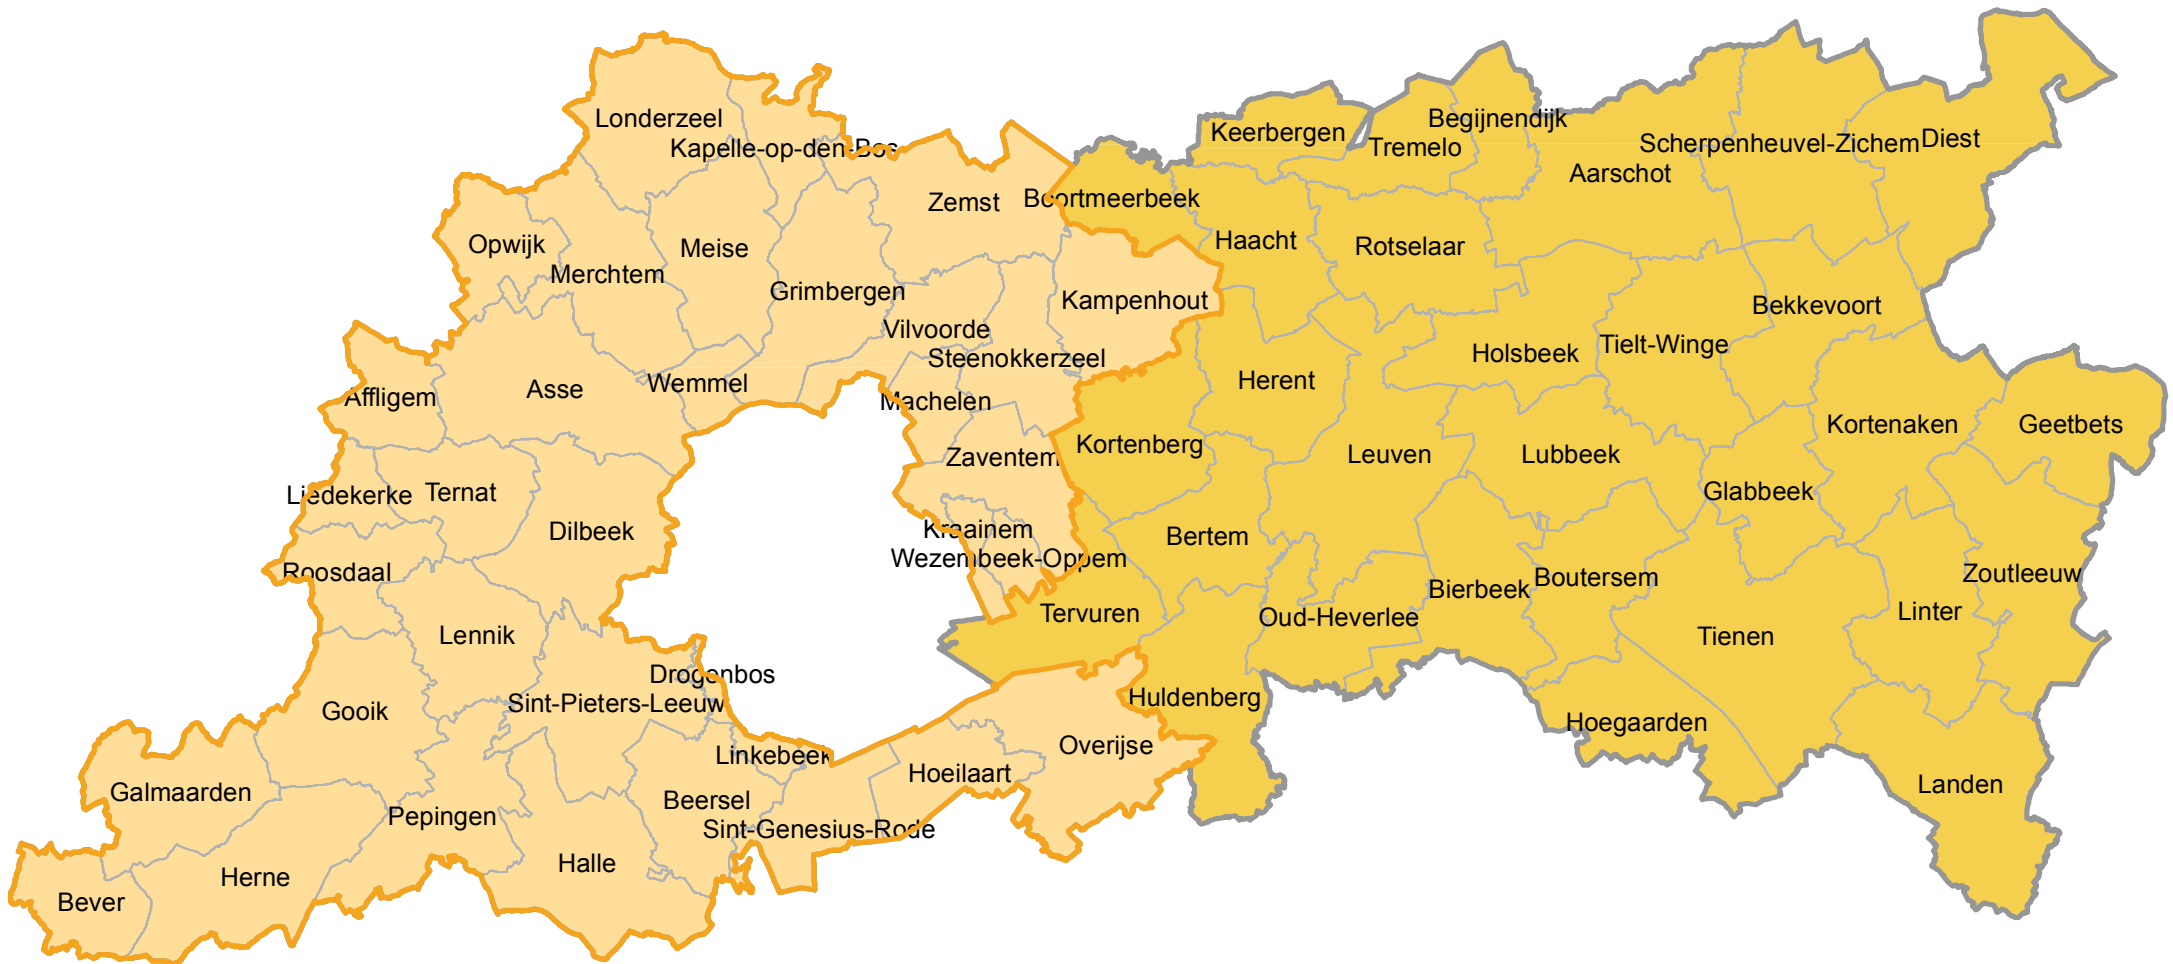 Londerzeel
Kapelle-op-den-Bos
Keerbergen
Tremelo
Begijnendijk
Scherpenheuvel-Zichem
Diest
Aarschot
Zemst
Boortmeerbeek
Opwijk
Merchtem
Meise
Grimbergen
Haacht
Rotselaar
Kampenhout
Bekkevoort
Vilvoorde
Steenokkerzeel
Holsbeek
Tielt-Winge
Affligem
Asse
Wemmel
Machelen
Herent
Kortenaken
Geetbets
Zaventem
Kortenberg
Leuven
Lubbeek
Glabbeek
Liedekerke
Ternat
Dilbeek
Kraainem
Wezembeek-Oppem
Bertem
Roosdaal
Bierbeek
Boutersem
Zoutleeuw
Lennik
Tervuren
Oud-Heverlee
Tienen
Linter
Drogenbos
Sint-Pieters-Leeuw
Gooik
Huldenberg
Hoegaarden
Linkebeek
Overijse
Hoeilaart
Galmaarden
Pepingen
Beersel
Sint-Genesius-Rode
Landen
Halle
Herne
Bever